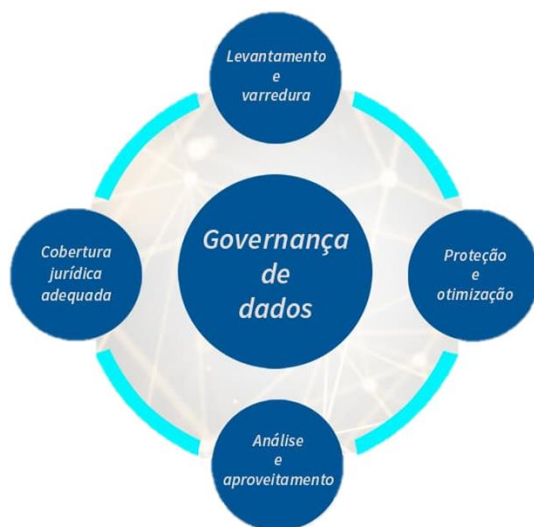 Levantamento
e
varredura
Cobertura
jurídica
adequada
Governança
de
dados
Proteção
e
otimização
Análise
e
aproveitamento